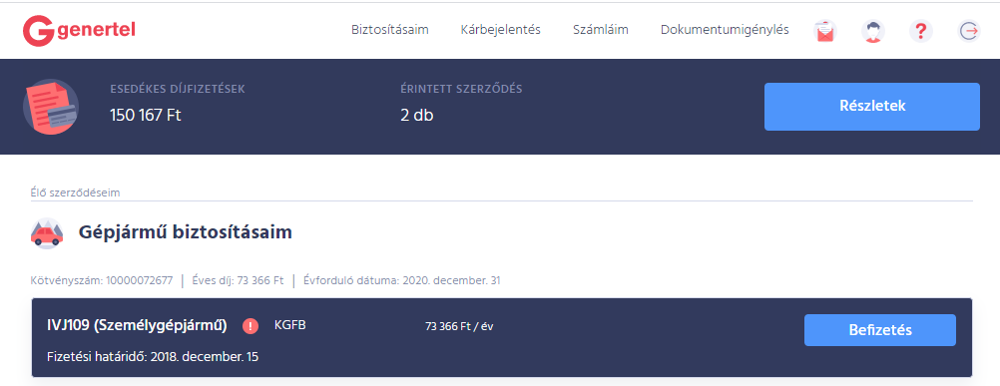 genertel
Biztosításaim Kárbejelentés Számláim Dokumentumigénylés ?
ESEDÉKES DÍJFIZETÉSEK ÉRINTETT SZERZŐDÉS
150 167 Ft 2 db Részletek
Élő szerződéseim
Gépjármű biztosításaim
Kötvényszám: 10000072677 | Éves díj: 73 366 Ft | Évforduló dátuma: 2020. december. 31
IVJ109 (Személygépjármű) ! KGFB 73 366 Ft / év Befizetés
Fizetési határidő: 2018. december. 15